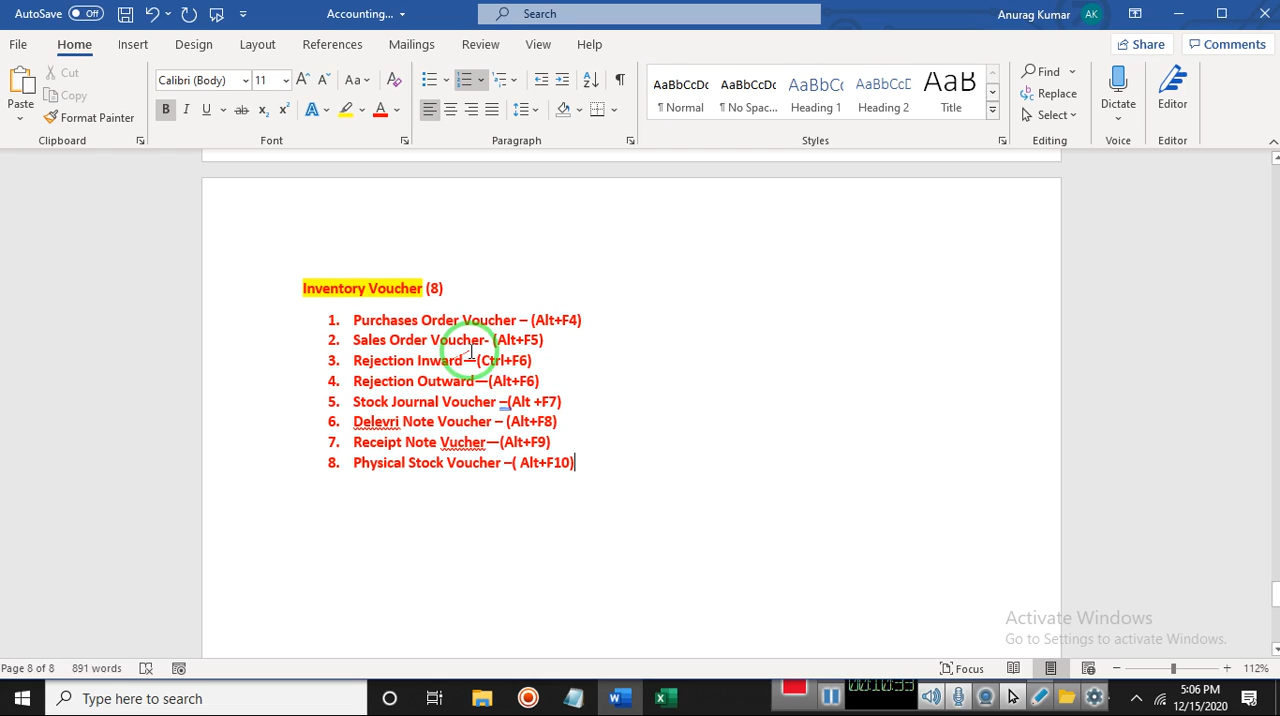 AutoSave Off Accounting... Search Anurag Kumar AK
File Home Insert Design Layout References Mailings Review View Help Share Comments
Paste Cut Copy Format Painter
Calibri (Body) 11
AaBbCcDc AaBbCcDc AaBbC( AaBbCcD AaB
¶ Normal ¶ No Spac... Heading 1 Heading 2 Title
Find Replace Select Dictate Editor
Clipboard Font Paragraph Styles Editing Voice Editor
Inventory Voucher (8)
1. Purchases Order Voucher – (Alt+F4)
2. Sales Order Voucher- (Alt+F5)
3. Rejection Inward—(Ctrl+F6)
4. Rejection Outward—(Alt+F6)
5. Stock Journal Voucher –(Alt +F7)
6. Delevri Note Voucher – (Alt+F8)
7. Receipt Note Vucher—(Alt+F9)
8. Physical Stock Voucher –( Alt+F10)
Activate Windows
Go to Settings to activate Windows.
Page 8 of 8 891 words Focus 112%
Type here to search 5:06 PM
12/15/2020